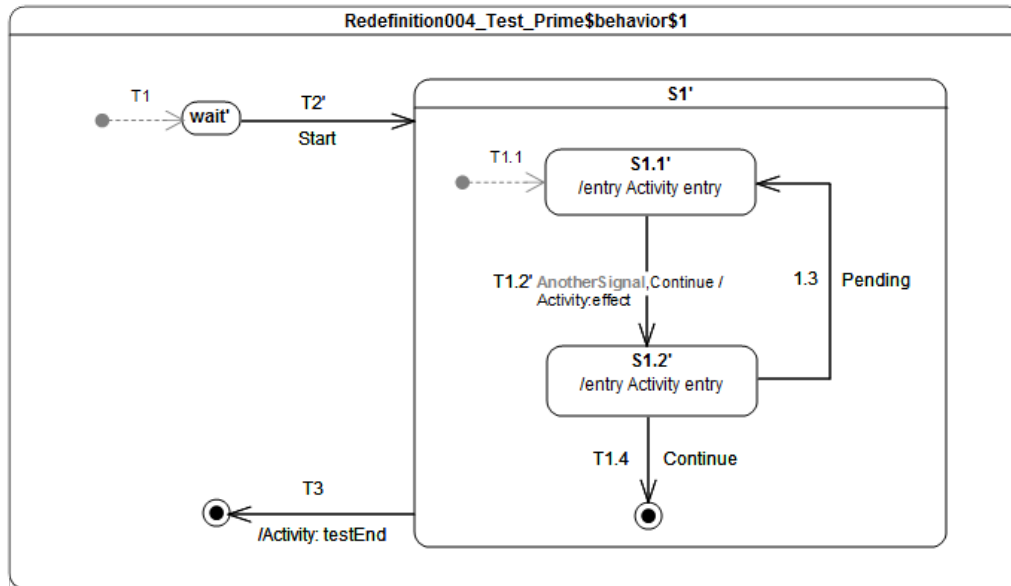 Redefinition004_Test_Prime$behavior$1
T1
wait'
T2'
Start
S1'
T1.1
S1.1'
/entry Activity entry
T1.2' AnotherSignal,Continue /
Activity:effect
1.3 Pending
S1.2'
/entry Activity entry
T1.4 Continue
T3
/Activity: testEnd